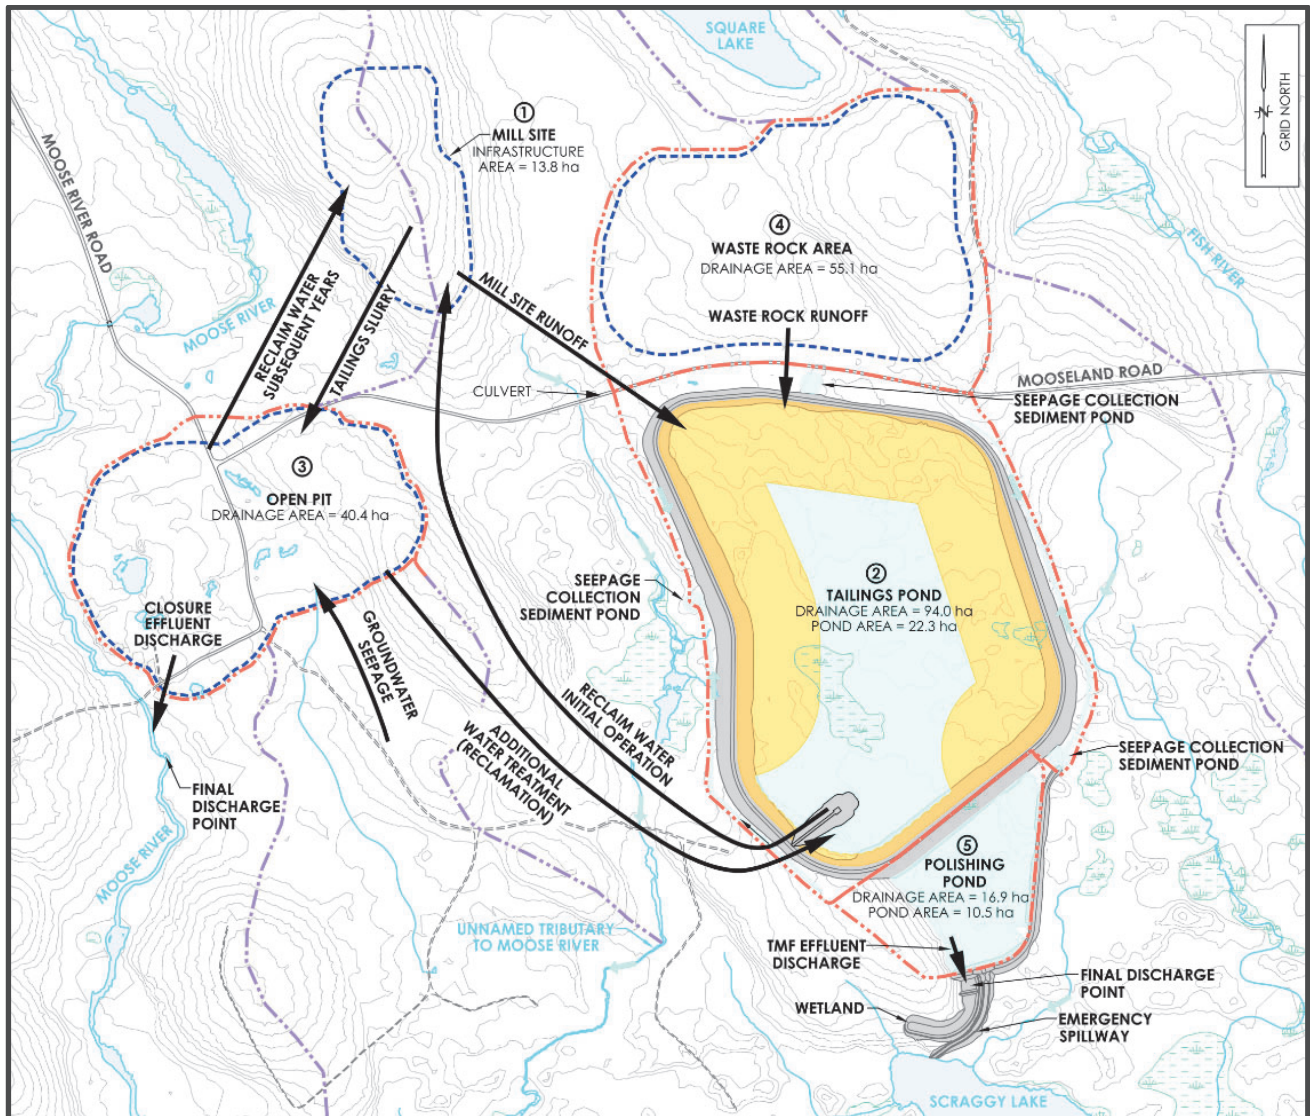 SQUARE
LAKE
GRID NORTH
N
①
MILL SITE
INFRASTRUCTURE
AREA = 13.8 ha
MOOSE RIVER ROAD
④
WASTE ROCK AREA
DRAINAGE AREA = 55.1 ha
FISH RIVER
MOOSE RIVER
RECLAIM WATER
SUBSEQUENT YEARS
TAILINGS SLURRY
MILL SITE RUNOFF
WASTE ROCK RUNOFF
CULVERT
MOOSELAND ROAD
SEEPAGE COLLECTION
SEDIMENT POND
③
OPEN PIT
DRAINAGE AREA = 40.4 ha
②
TAILINGS POND
DRAINAGE AREA = 94.0 ha
POND AREA = 22.3 ha
SEEPAGE
COLLECTION
SEDIMENT POND
CLOSURE
EFFLUENT
DISCHARGE
GROUNDWATER
SEEPAGE
RECLAIM WATER
INITIAL OPERATION
ADDITIONAL
WATER TREATMENT
(RECLAMATION)
SEEPAGE COLLECTION
SEDIMENT POND
FINAL
DISCHARGE
POINT
MOOSE RIVER
⑤
POLISHING
POND
DRAINAGE AREA = 16.9 ha
POND AREA = 10.5 ha
UNNAMED TRIBUTARY
TO MOOSE RIVER
TMF EFFLUENT
DISCHARGE
FINAL DISCHARGE
POINT
WETLAND
EMERGENCY
SPILLWAY
SCRAGGY LAKE